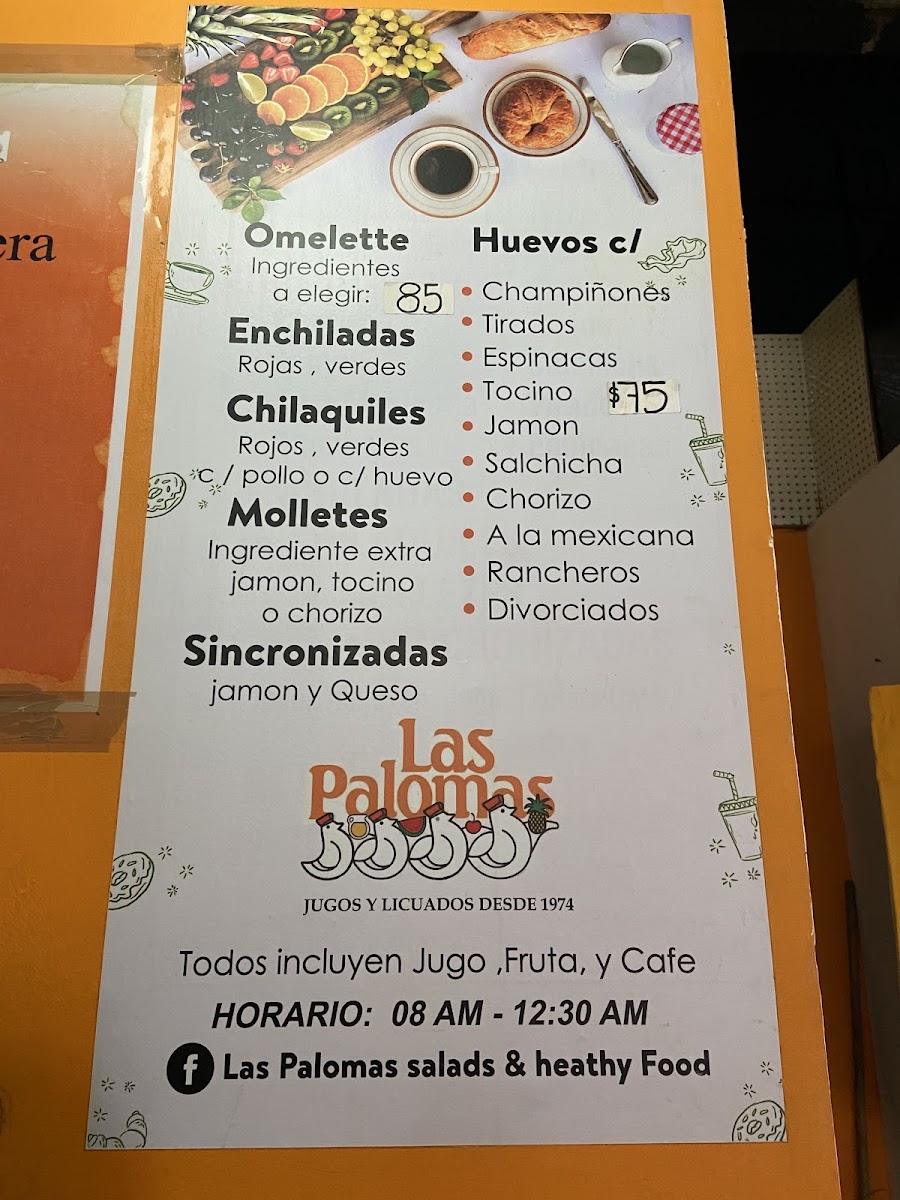 era
Omelette
Ingredientes
a elegir: 85
Enchiladas
Rojas , verdes
Chilaquiles
Rojos , verdes
c / pollo o c/ huevo
Molletes
Ingrediente extra
jamon, tocino
o chorizo
Sincronizadas
jamon y Queso
Huevos c/
• Champiñones
• Tirados
• Espinacas
• Tocino $75
• Jamon
• Salchicha
• Chorizo
• A la mexicana
• Rancheros
• Divorciados
Las
Palomas
JUGOS Y LICUADOS DESDE 1974
Todos incluyen Jugo ,Fruta, y Cafe
HORARIO: 08 AM - 12:30 AM
f Las Palomas salads & heathy Food